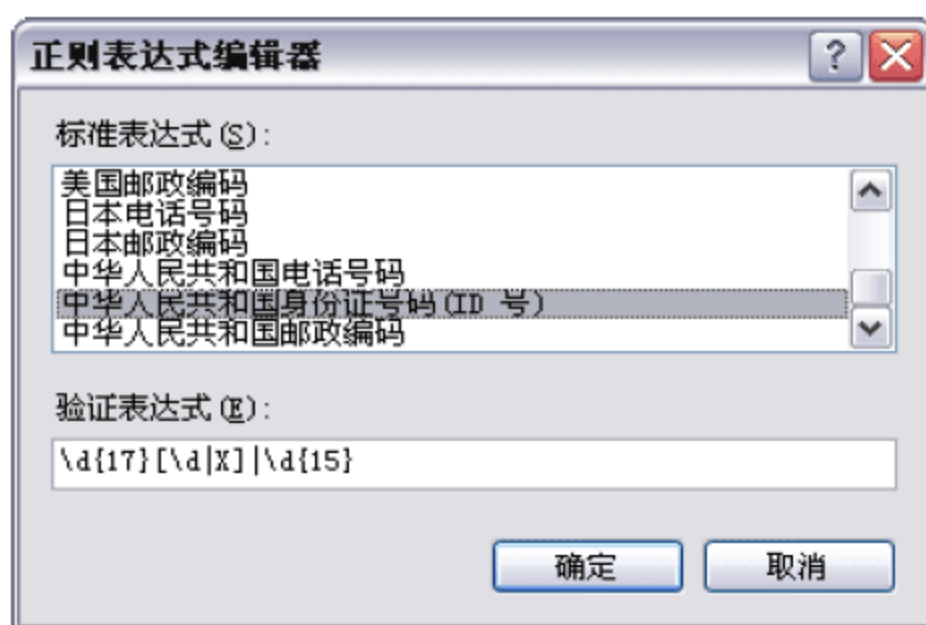 正则表达式编辑器
标准表达式(S):
美国邮政编码
日本电话号码
日本邮政编码
中华人民共和国电话号码
中华人民共和国身份证号码(ID 号)
中华人民共和国邮政编码
验证表达式(E):
\d{17}[\d|X]|\d{15}
确定 取消